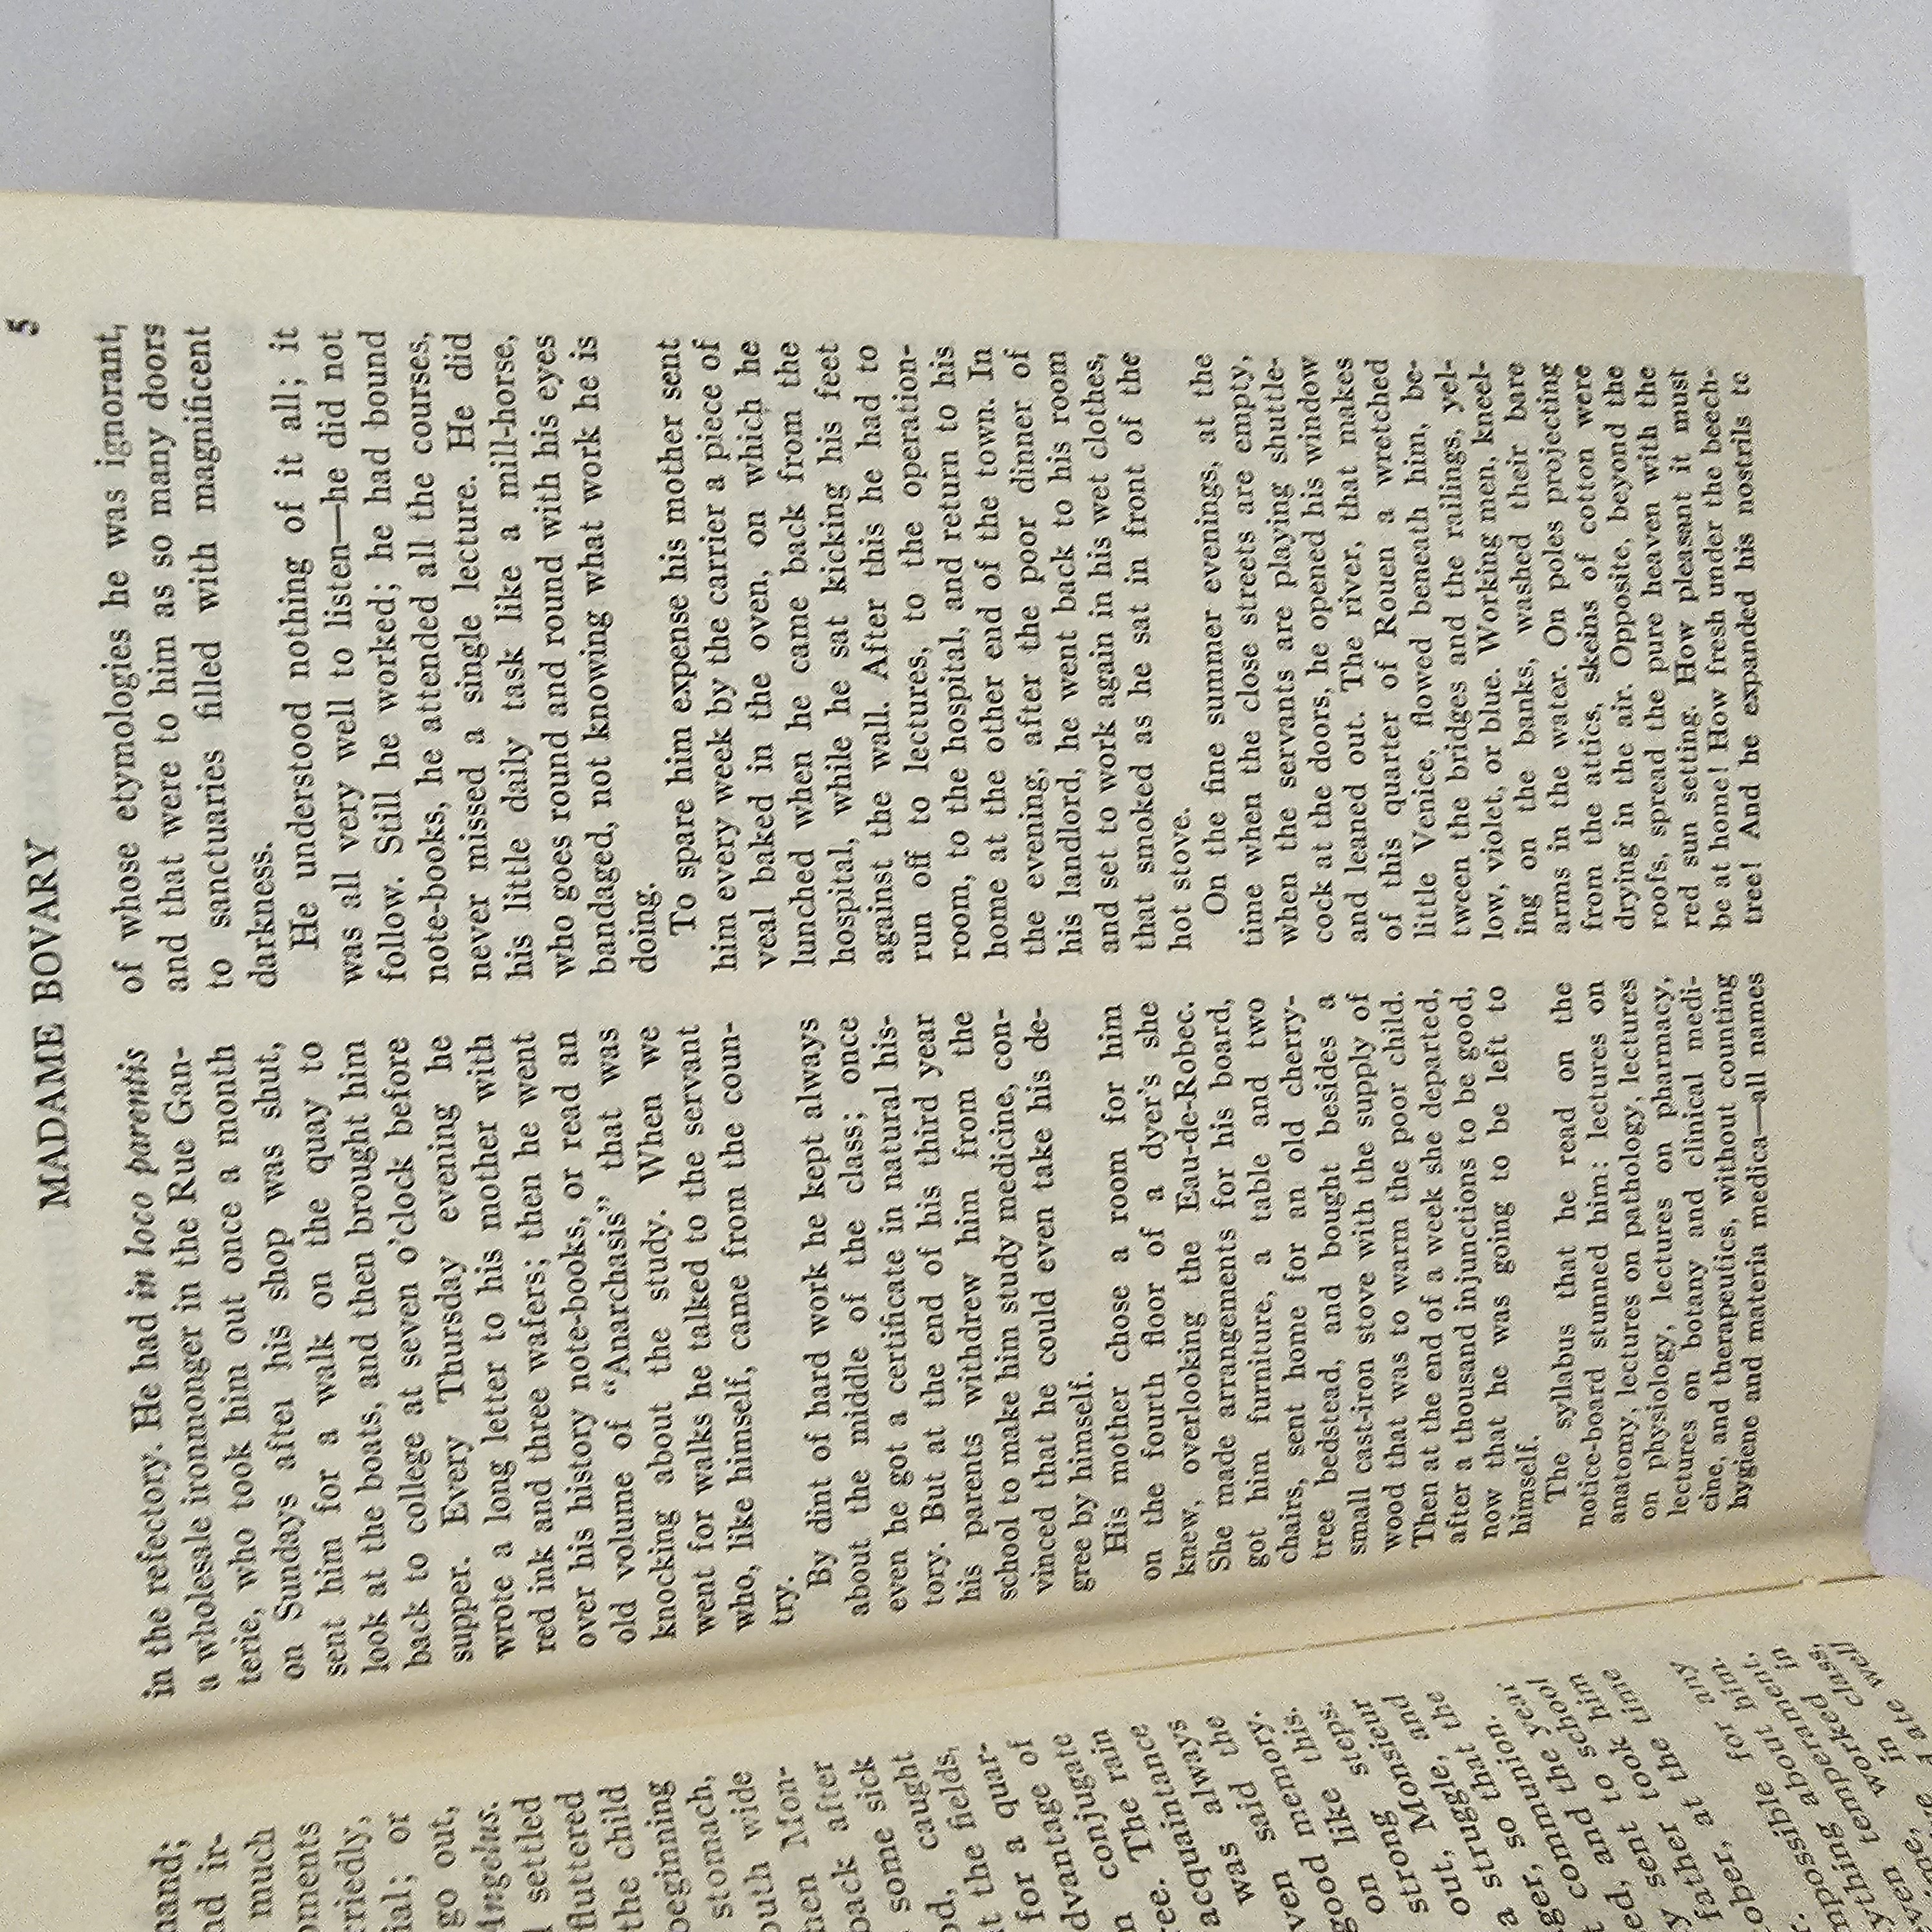 hand;
nd ir-
much
oments
rriedly,
ial; or
go out,
Angelus.
settled
fluttered
the child
beginning
stomach,
outh wide
hen Mon-
back after
some sick
od, caught
t the fields,
for a quar-
dvantage of
conjugate
ree. The rain
acquaintance
was always
ven said the
good memory.
on like this.
strong steps.
out, Monsieur
a struggle, and
ger, so that the
communion.
ed, and the year
y sent to school
father took him
tober, at the time
r.
mpossible for any
ything about him.
ven temperament,
me, worked in
in class,
ate well
MADAME BOVARY
5
in the refectory. He had in loco parentis
a wholesale ironmonger in the Rue Gan-
terie, who took him out once a month
on Sundays after his shop was shut,
sent him for a walk on the quay to
look at the boats, and then brought him
back to college at seven o'clock before
supper. Every Thursday evening he
wrote a long letter to his mother with
red ink and three wafers; then he went
over his history note-books, or read an
old volume of "Anarchasis" that was
knocking about the study. When we
went for walks he talked to the servant
who, like himself, came from the coun-
try.
By dint of hard work he kept always
about the middle of the class; once
even he got a certificate in natural his-
tory. But at the end of his third year
his parents withdrew him from the
school to make him study medicine, con-
vinced that he could even take his de-
gree by himself.
His mother chose a room for him
on the fourth floor of a dyer's she
knew, overlooking the Eau-de-Robec.
She made arrangements for his board,
got him furniture, a table and two
chairs, sent home for an old cherry-
tree bedstead, and bought besides a
small cast-iron stove with the supply of
wood that was to warm the poor child.
Then at the end of a week she departed,
after a thousand injunctions to be good,
now that he was going to be left to
himself.
The syllabus that he read on the
notice-board stunned him: lectures on
anatomy, lectures on pathology, lectures
on physiology, lectures on pharmacy,
lectures on botany and clinical medi-
cine, and therapeutics, without counting
hygiene and materia medica—all names
of whose etymologies he was ignorant,
and that were to him as so many doors
to sanctuaries filled with magnificent
darkness.
He understood nothing of it all; it
was all very well to listen—he did not
follow. Still he worked; he had bound
note-books, he attended all the courses,
never missed a single lecture. He did
his little daily task like a mill-horse,
who goes round and round with his eyes
bandaged, not knowing what work he is
doing.
To spare him expense his mother sent
him every week by the carrier a piece of
veal baked in the oven, on which he
lunched when he came back from the
hospital, while he sat kicking his feet
against the wall. After this he had to
run off to lectures, to the operation-
room, to the hospital, and return to his
home at the other end of the town. In
the evening, after the poor dinner of
his landlord, he went back to his room
and set to work again in his wet clothes,
that smoked as he sat in front of the
hot stove.
On the fine summer evenings, at the
time when the close streets are empty,
when the servants are playing shuttle-
cock at the doors, he opened his window
and leaned out. The river, that makes
of this quarter of Rouen a wretched
little Venice, flowed beneath him, be-
tween the bridges and the railings, yel-
low, violet, or blue. Working men, kneel-
ing on the banks, washed their bare
arms in the water. On poles projecting
from the attics, skeins of cotton were
drying in the air. Opposite, beyond the
roofs, spread the pure heaven with the
red sun setting. How pleasant it must
be at home! How fresh under the beech-
tree! And he expanded his nostrils to